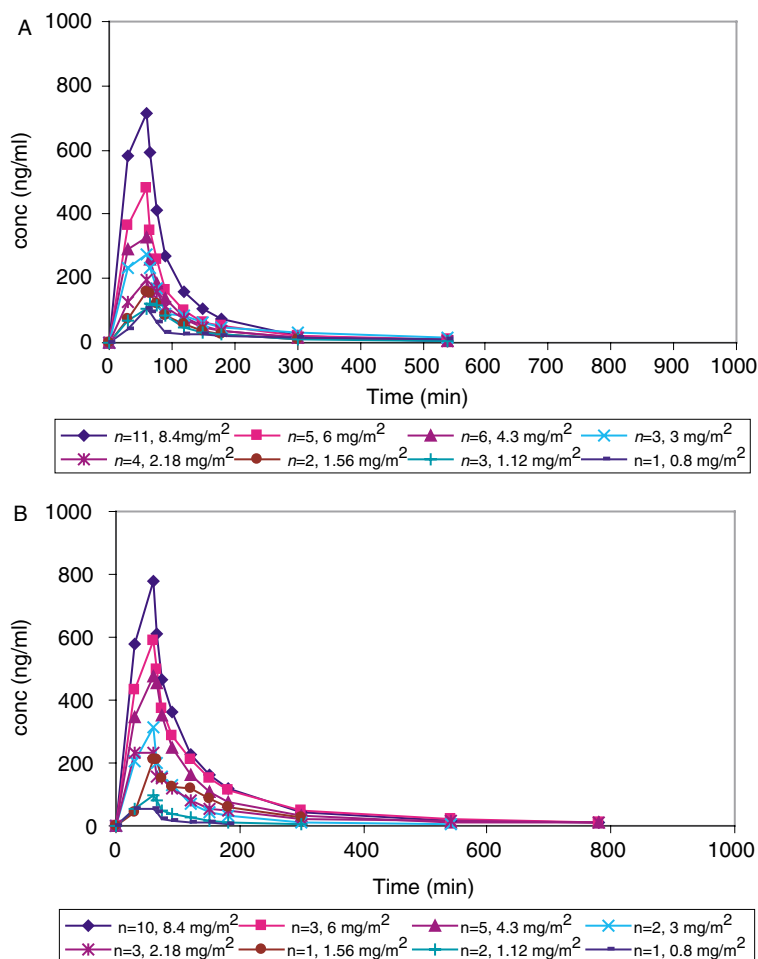 A
1000
800
600
400
200
0
conc (ng/ml)
0 100 200 300 400 500 600 700 800 900 1000
Time (min)
n=11, 8.4mg/m² n=5, 6 mg/m² n=6, 4.3 mg/m² n=3, 3 mg/m²
n=4, 2.18 mg/m² n=2, 1.56 mg/m² n=3, 1.12 mg/m² n=1, 0.8 mg/m²
B
1000
800
600
400
200
0
conc (ng/ml)
0 200 400 600 800 1000
Time (min)
n=10, 8.4 mg/m² n=3, 6 mg/m² n=5, 4.3 mg/m² n=2, 3 mg/m²
n=3, 2.18 mg/m² n=1, 1.56 mg/m² n=2, 1.12 mg/m² n=1, 0.8 mg/m²